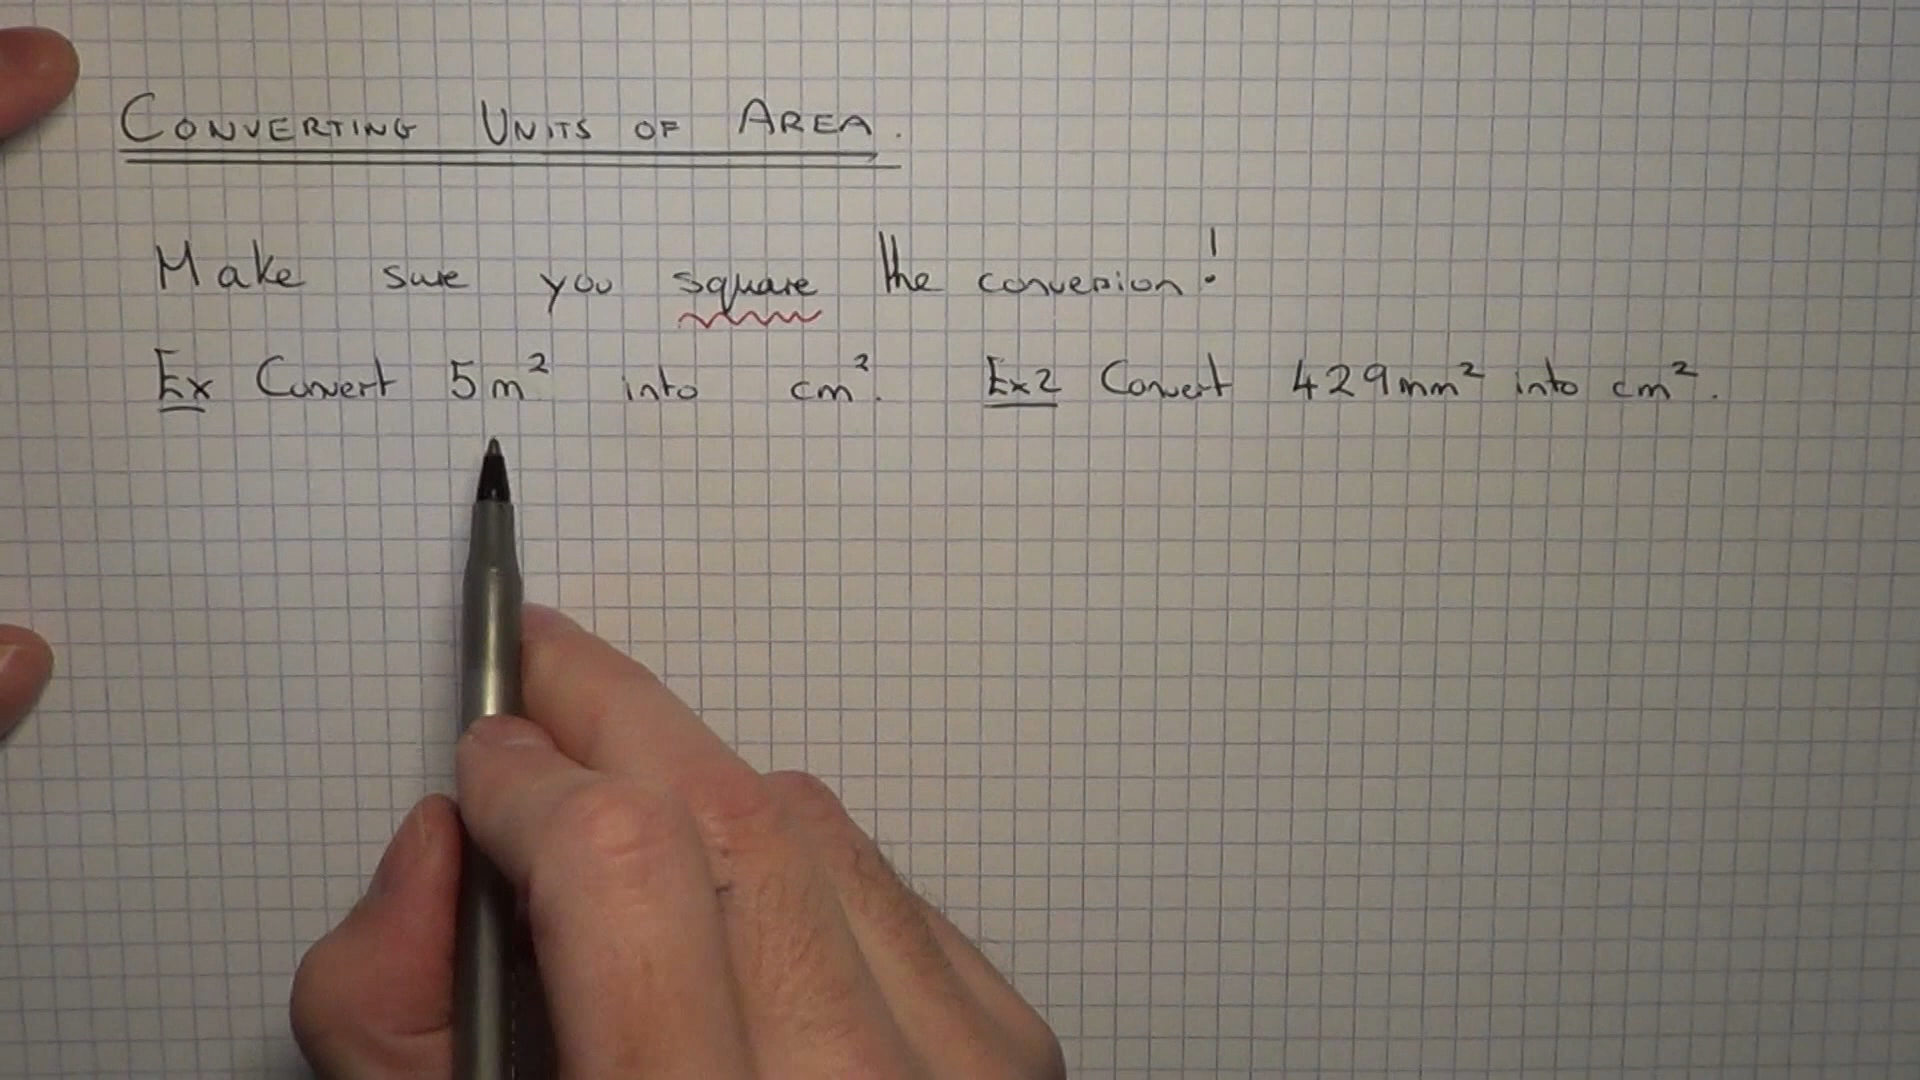 CONVERTING UNITS OF AREA.
Make sure you square the conversion!
Ex Convert 5m² into cm². Ex2 Convert 429mm² into cm².